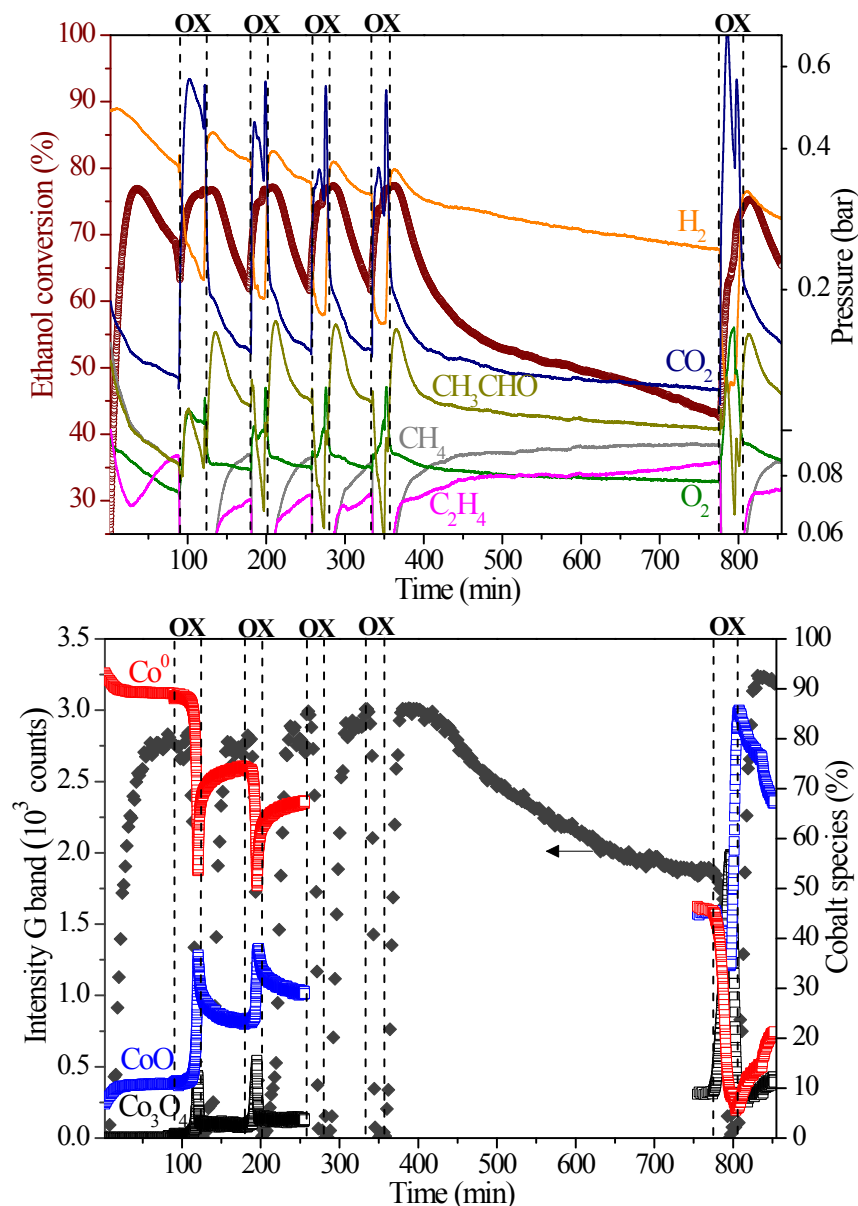 OX OX OX OX OX
100
90
80
70
60
50
40
30
Ethanol conversion (%)
0.6
0.4
0.2
0.08
0.06
Pressure (bar)
H2
CO2
CH3CHO
CH4
C2H4
O2
100 200 300 400 500 600 700 800
Time (min)
OX OX OX OX OX
3.5
3.0
2.5
2.0
1.5
1.0
0.5
0.0
Intensity G band (10³ counts)
100
90
80
70
60
50
40
30
20
10
0
Cobalt species (%)
Co⁰
CoO
Co3O4
100 200 300 400 500 600 700 800
Time (min)